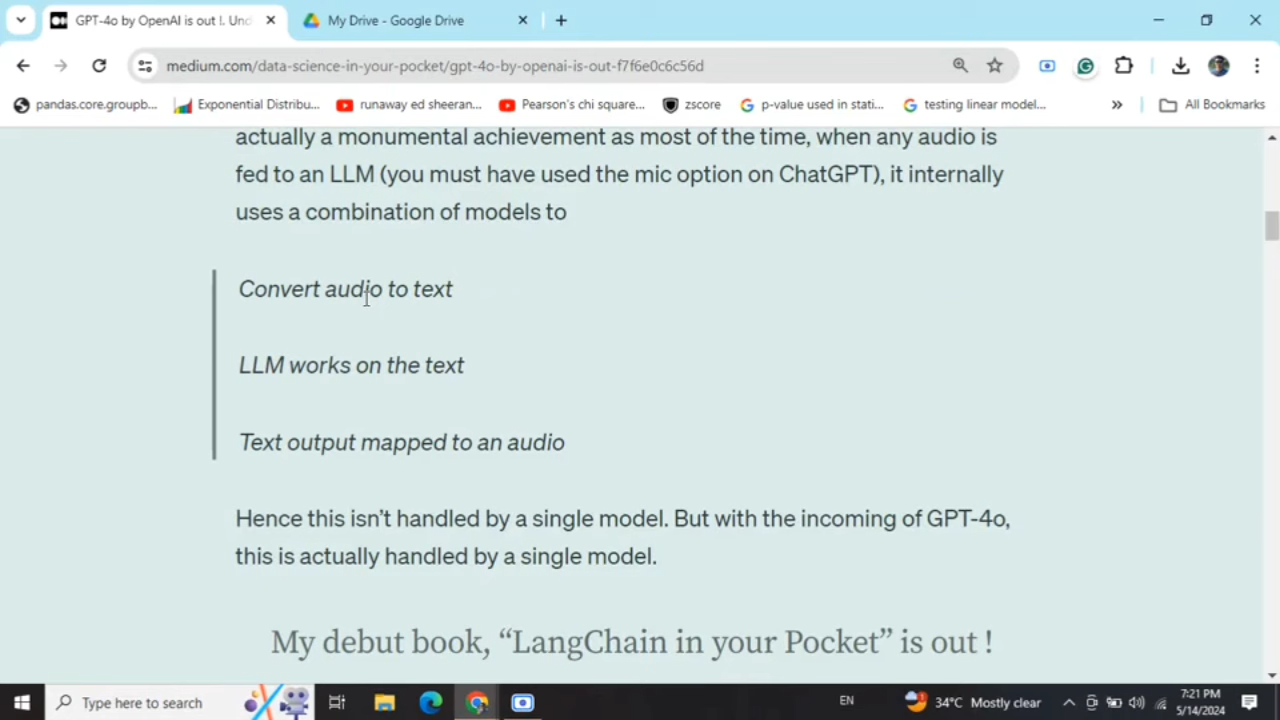 GPT-4o by OpenAI is out !. Und
My Drive - Google Drive
medium.com/data-science-in-your-pocket/gpt-4o-by-openai-is-out-f7f6e0c6c56d
pandas.core.groupb... Exponential Distribu... runaway ed sheeran... Pearson's chi square... zscore p-value used in stati... testing linear model... » All Bookmarks
actually a monumental achievement as most of the time, when any audio is
fed to an LLM (you must have used the mic option on ChatGPT), it internally
uses a combination of models to
Convert audio to text
LLM works on the text
Text output mapped to an audio
Hence this isn’t handled by a single model. But with the incoming of GPT-4o,
this is actually handled by a single model.
My debut book, “LangChain in your Pocket” is out !
Type here to search
EN
34°C Mostly clear
7:21 PM
5/14/2024